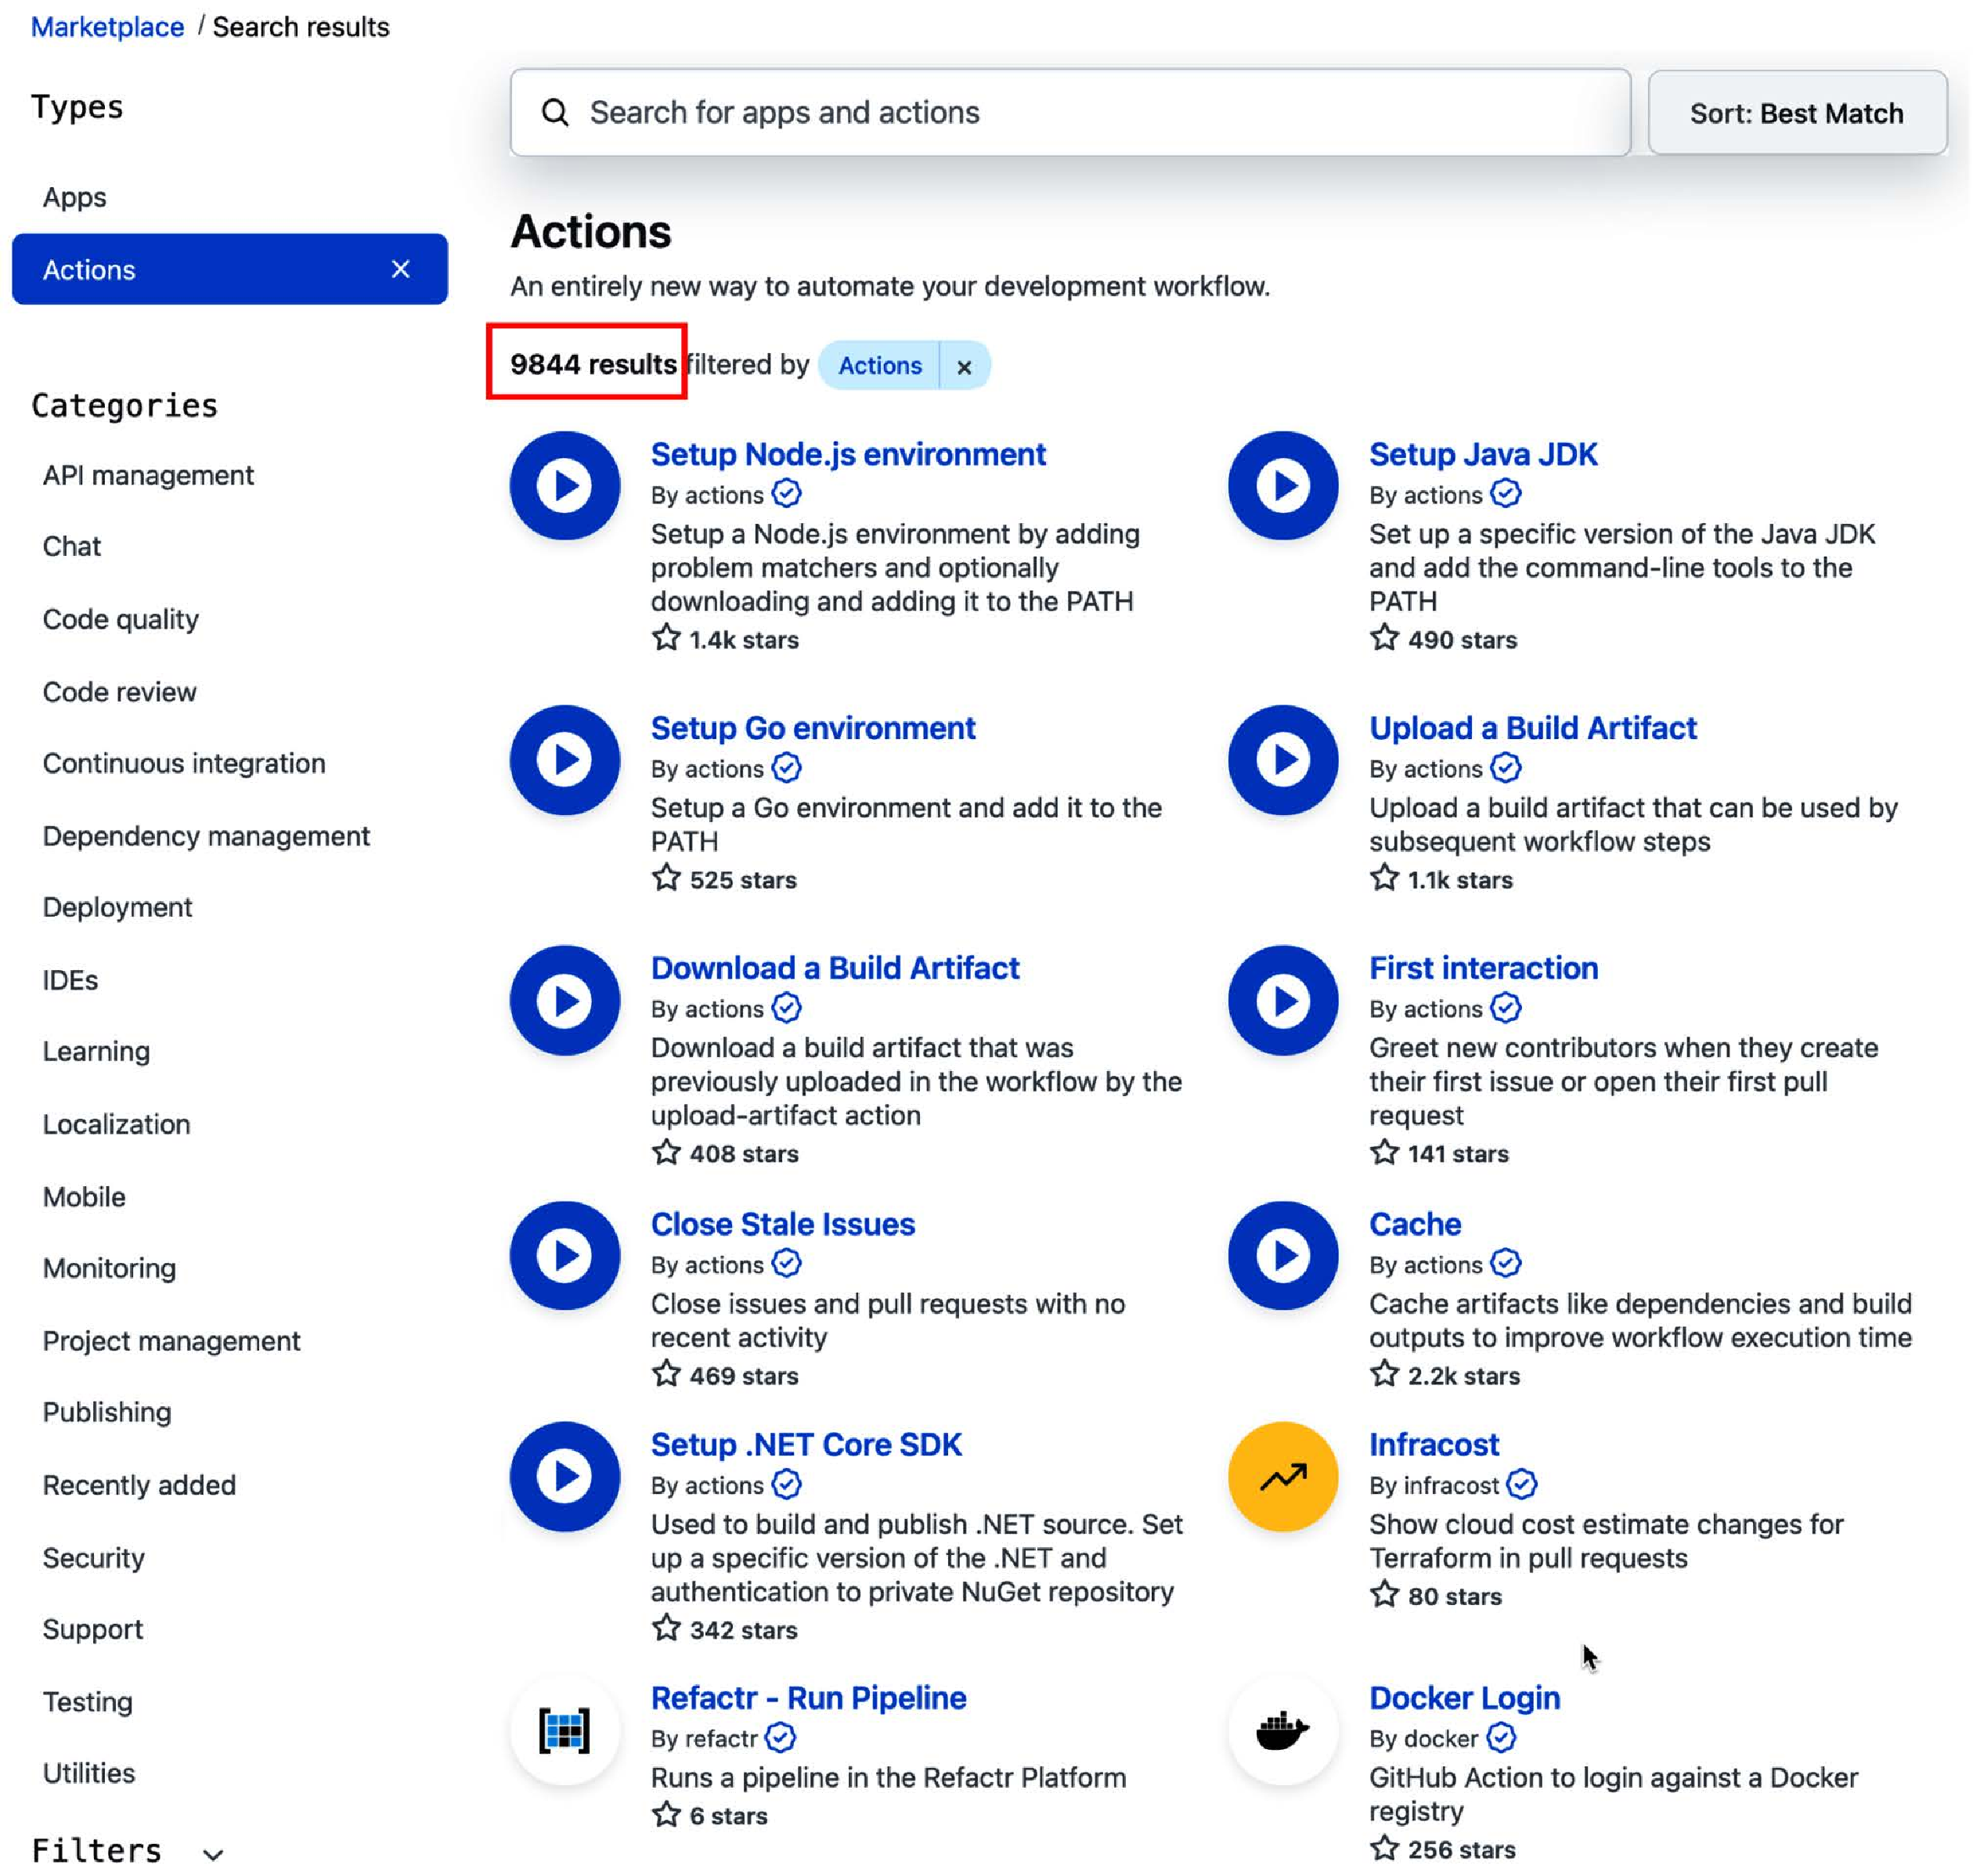 Marketplace / Search results
Types
Apps
Actions
Categories
API management
Chat
Code quality
Code review
Continuous integration
Dependency management
Deployment
IDEs
Learning
Localization
Mobile
Monitoring
Project management
Publishing
Recently added
Security
Support
Testing
Utilities
Filters
Search for apps and actions
Sort: Best Match
Actions
An entirely new way to automate your development workflow.
9844 results filtered by Actions ×
Setup Node.js environment
By actions
Setup a Node.js environment by adding
problem matchers and optionally
downloading and adding it to the PATH
1.4k stars
Setup Java JDK
By actions
Set up a specific version of the Java JDK
and add the command-line tools to the
PATH
490 stars
Setup Go environment
By actions
Setup a Go environment and add it to the
PATH
525 stars
Upload a Build Artifact
By actions
Upload a build artifact that can be used by
subsequent workflow steps
1.1k stars
Download a Build Artifact
By actions
Download a build artifact that was
previously uploaded in the workflow by the
upload-artifact action
408 stars
First interaction
By actions
Greet new contributors when they create
their first issue or open their first pull
request
141 stars
Close Stale Issues
By actions
Close issues and pull requests with no
recent activity
469 stars
Cache
By actions
Cache artifacts like dependencies and build
outputs to improve workflow execution time
2.2k stars
Setup .NET Core SDK
By actions
Used to build and publish .NET source. Set
up a specific version of the .NET and
authentication to private NuGet repository
342 stars
Infracost
By infracost
Show cloud cost estimate changes for
Terraform in pull requests
80 stars
Refactr - Run Pipeline
By refactr
Runs a pipeline in the Refactr Platform
6 stars
Docker Login
By docker
GitHub Action to login against a Docker
registry
256 stars